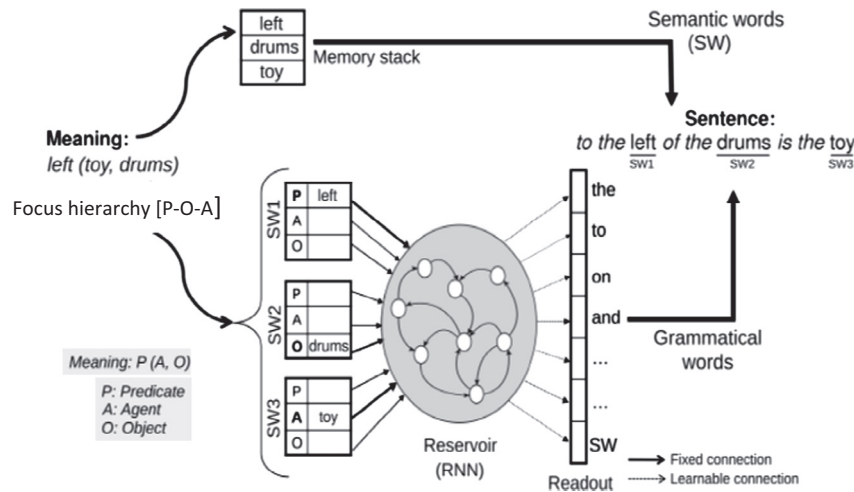 left
drums
toy
Memory stack
Semantic words
(SW)
Meaning:
left (toy, drums)
Sentence:
to the left of the drums is the toy
SW1 SW2 SW3
Focus hierarchy [P-O-A]
SW1
P left
A
O
SW2
P
A
O drums
SW3
P
A toy
O
Meaning: P (A, O)
P: Predicate
A: Agent
O: Object
Reservoir
(RNN)
the
to
on
and
...
...
SW
Readout
Grammatical
words
Fixed connection
Learnable connection